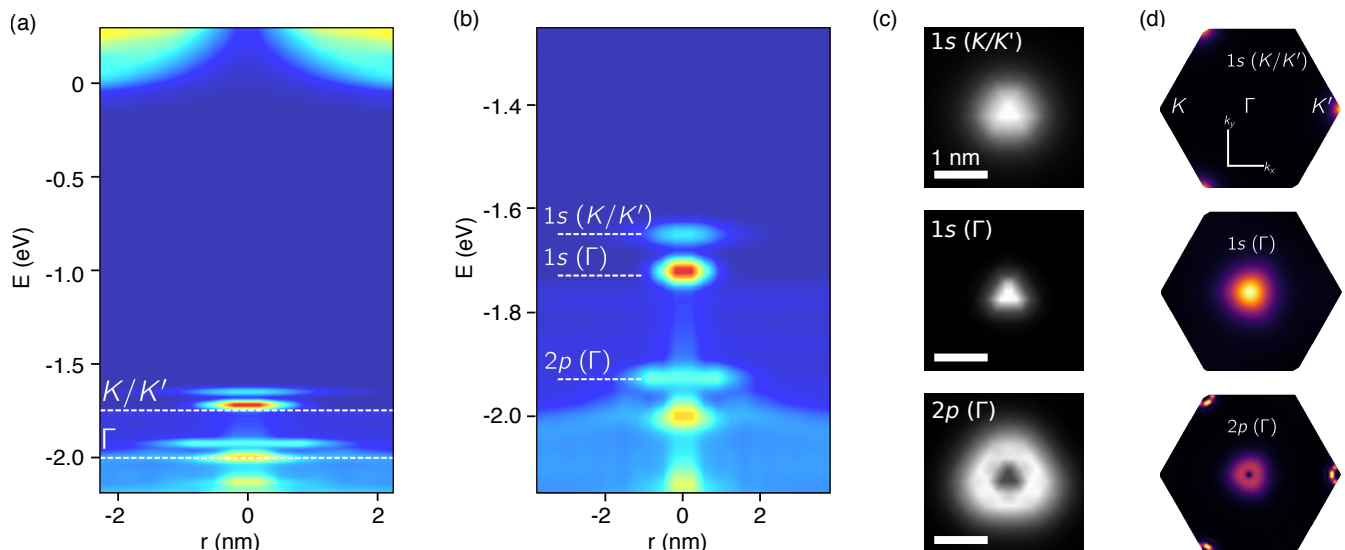 (a)
E (eV)
0
-0.5
-1.0
-1.5
K/K′
Γ
-2.0
-2
0
2
r (nm)
(b)
E (eV)
-1.4
-1.6
1s (K/K′)
1s (Γ)
-1.8
2p (Γ)
-2.0
-2
0
2
r (nm)
(c)
1s (K/K')
1 nm
1s (Γ)
2p (Γ)
(d)
1s (K/K′)
K
Γ
K′
k_y
k_x
1s (Γ)
2p (Γ)